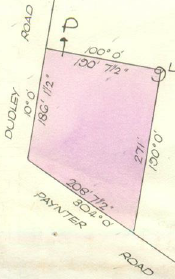 ROAD
DUDLEY
D
100° 0'
190' 7½"
10° 0'
186' 1½"
271'
190° 0'
208' 7½"
304° 0'
PAYNTER
ROAD